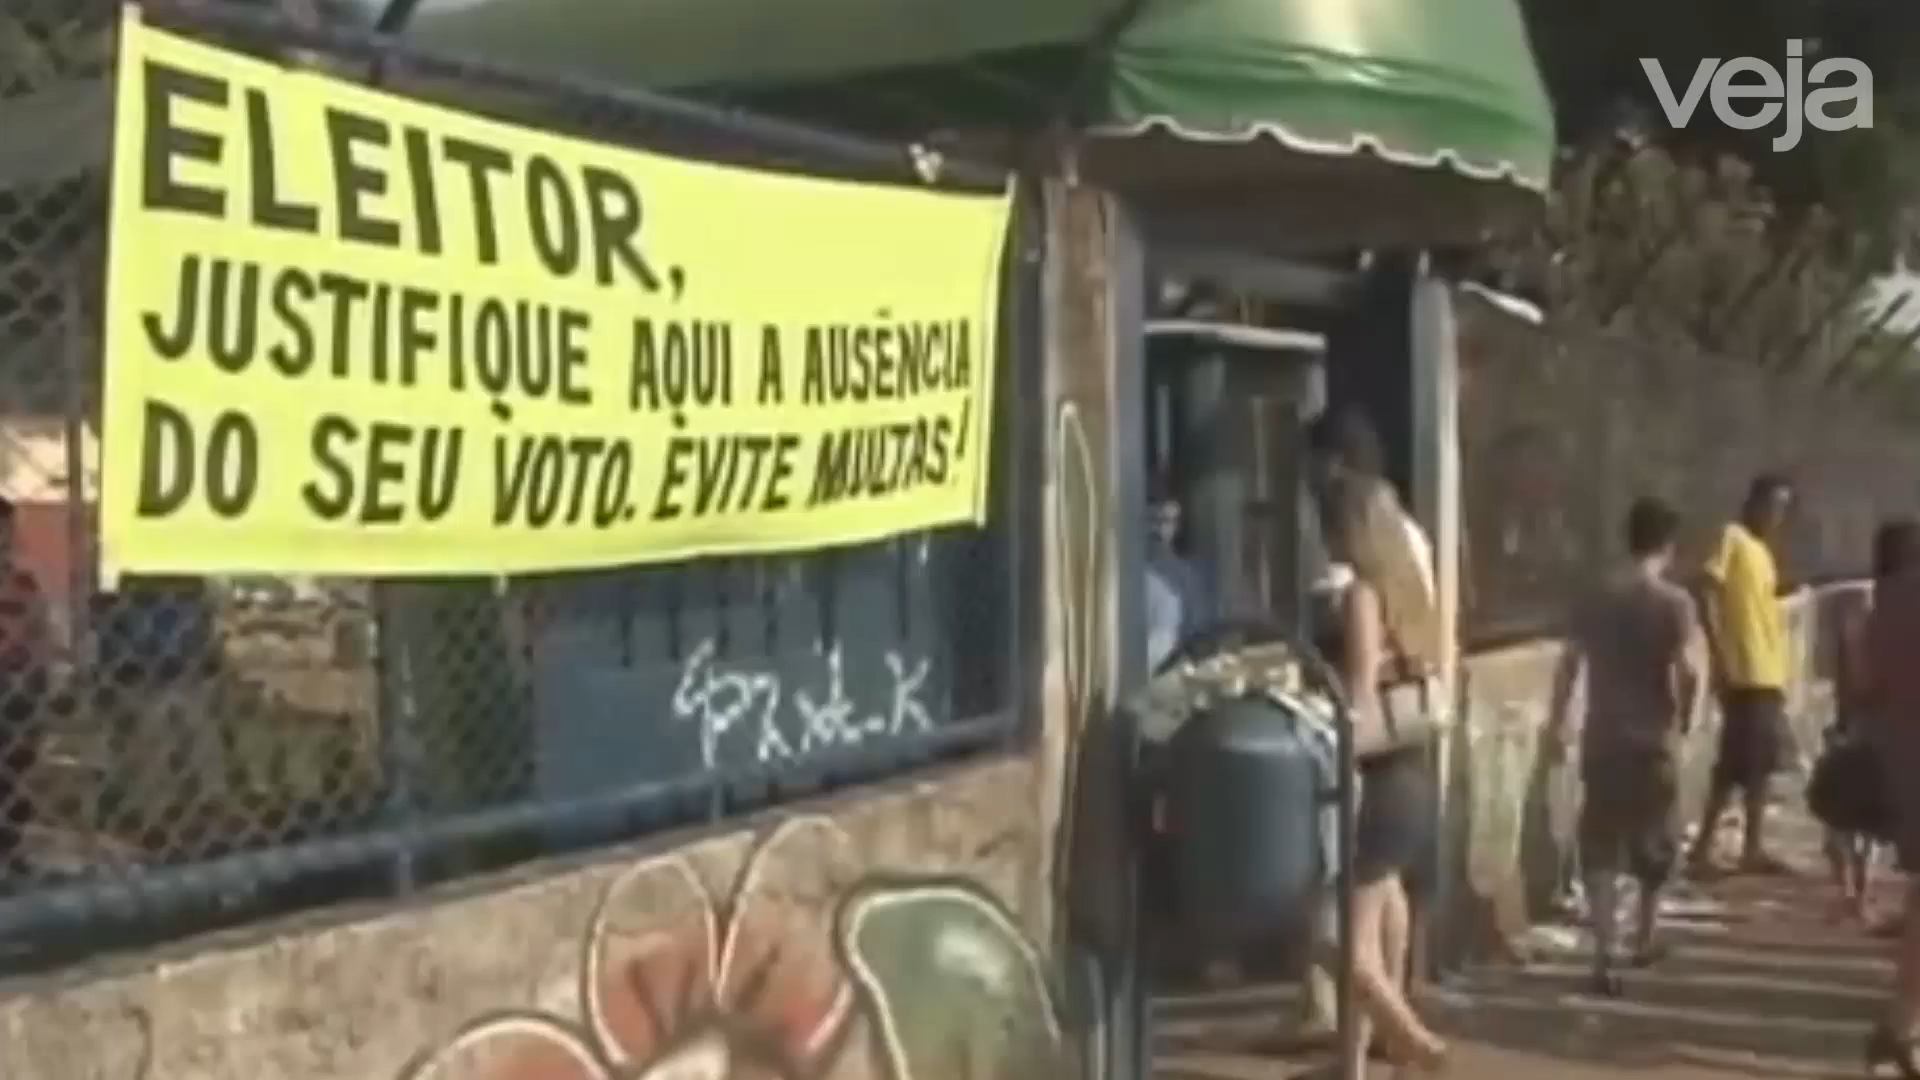 veja
ELEITOR,
JUSTIFIQUE AQUI A AUSÊNCIA
DO SEU VOTO. EVITE MULTAS!